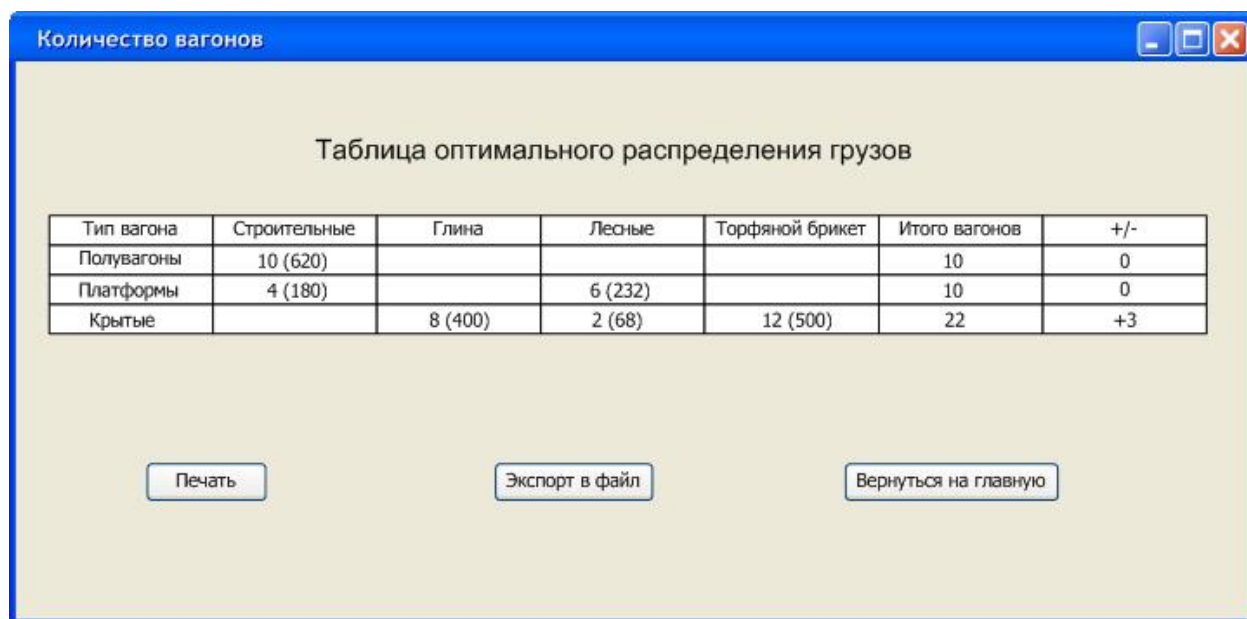 Количество вагонов
Таблица оптимального распределения грузов
Тип вагона Строительные Глина Лесные Торфяной брикет Итого вагонов +/-
Полувагоны 10 (620) 10 0
Платформы 4 (180) 6 (232) 10 0
Крытые 8 (400) 2 (68) 12 (500) 22 +3
Печать Экспорт в файл Вернуться на главную